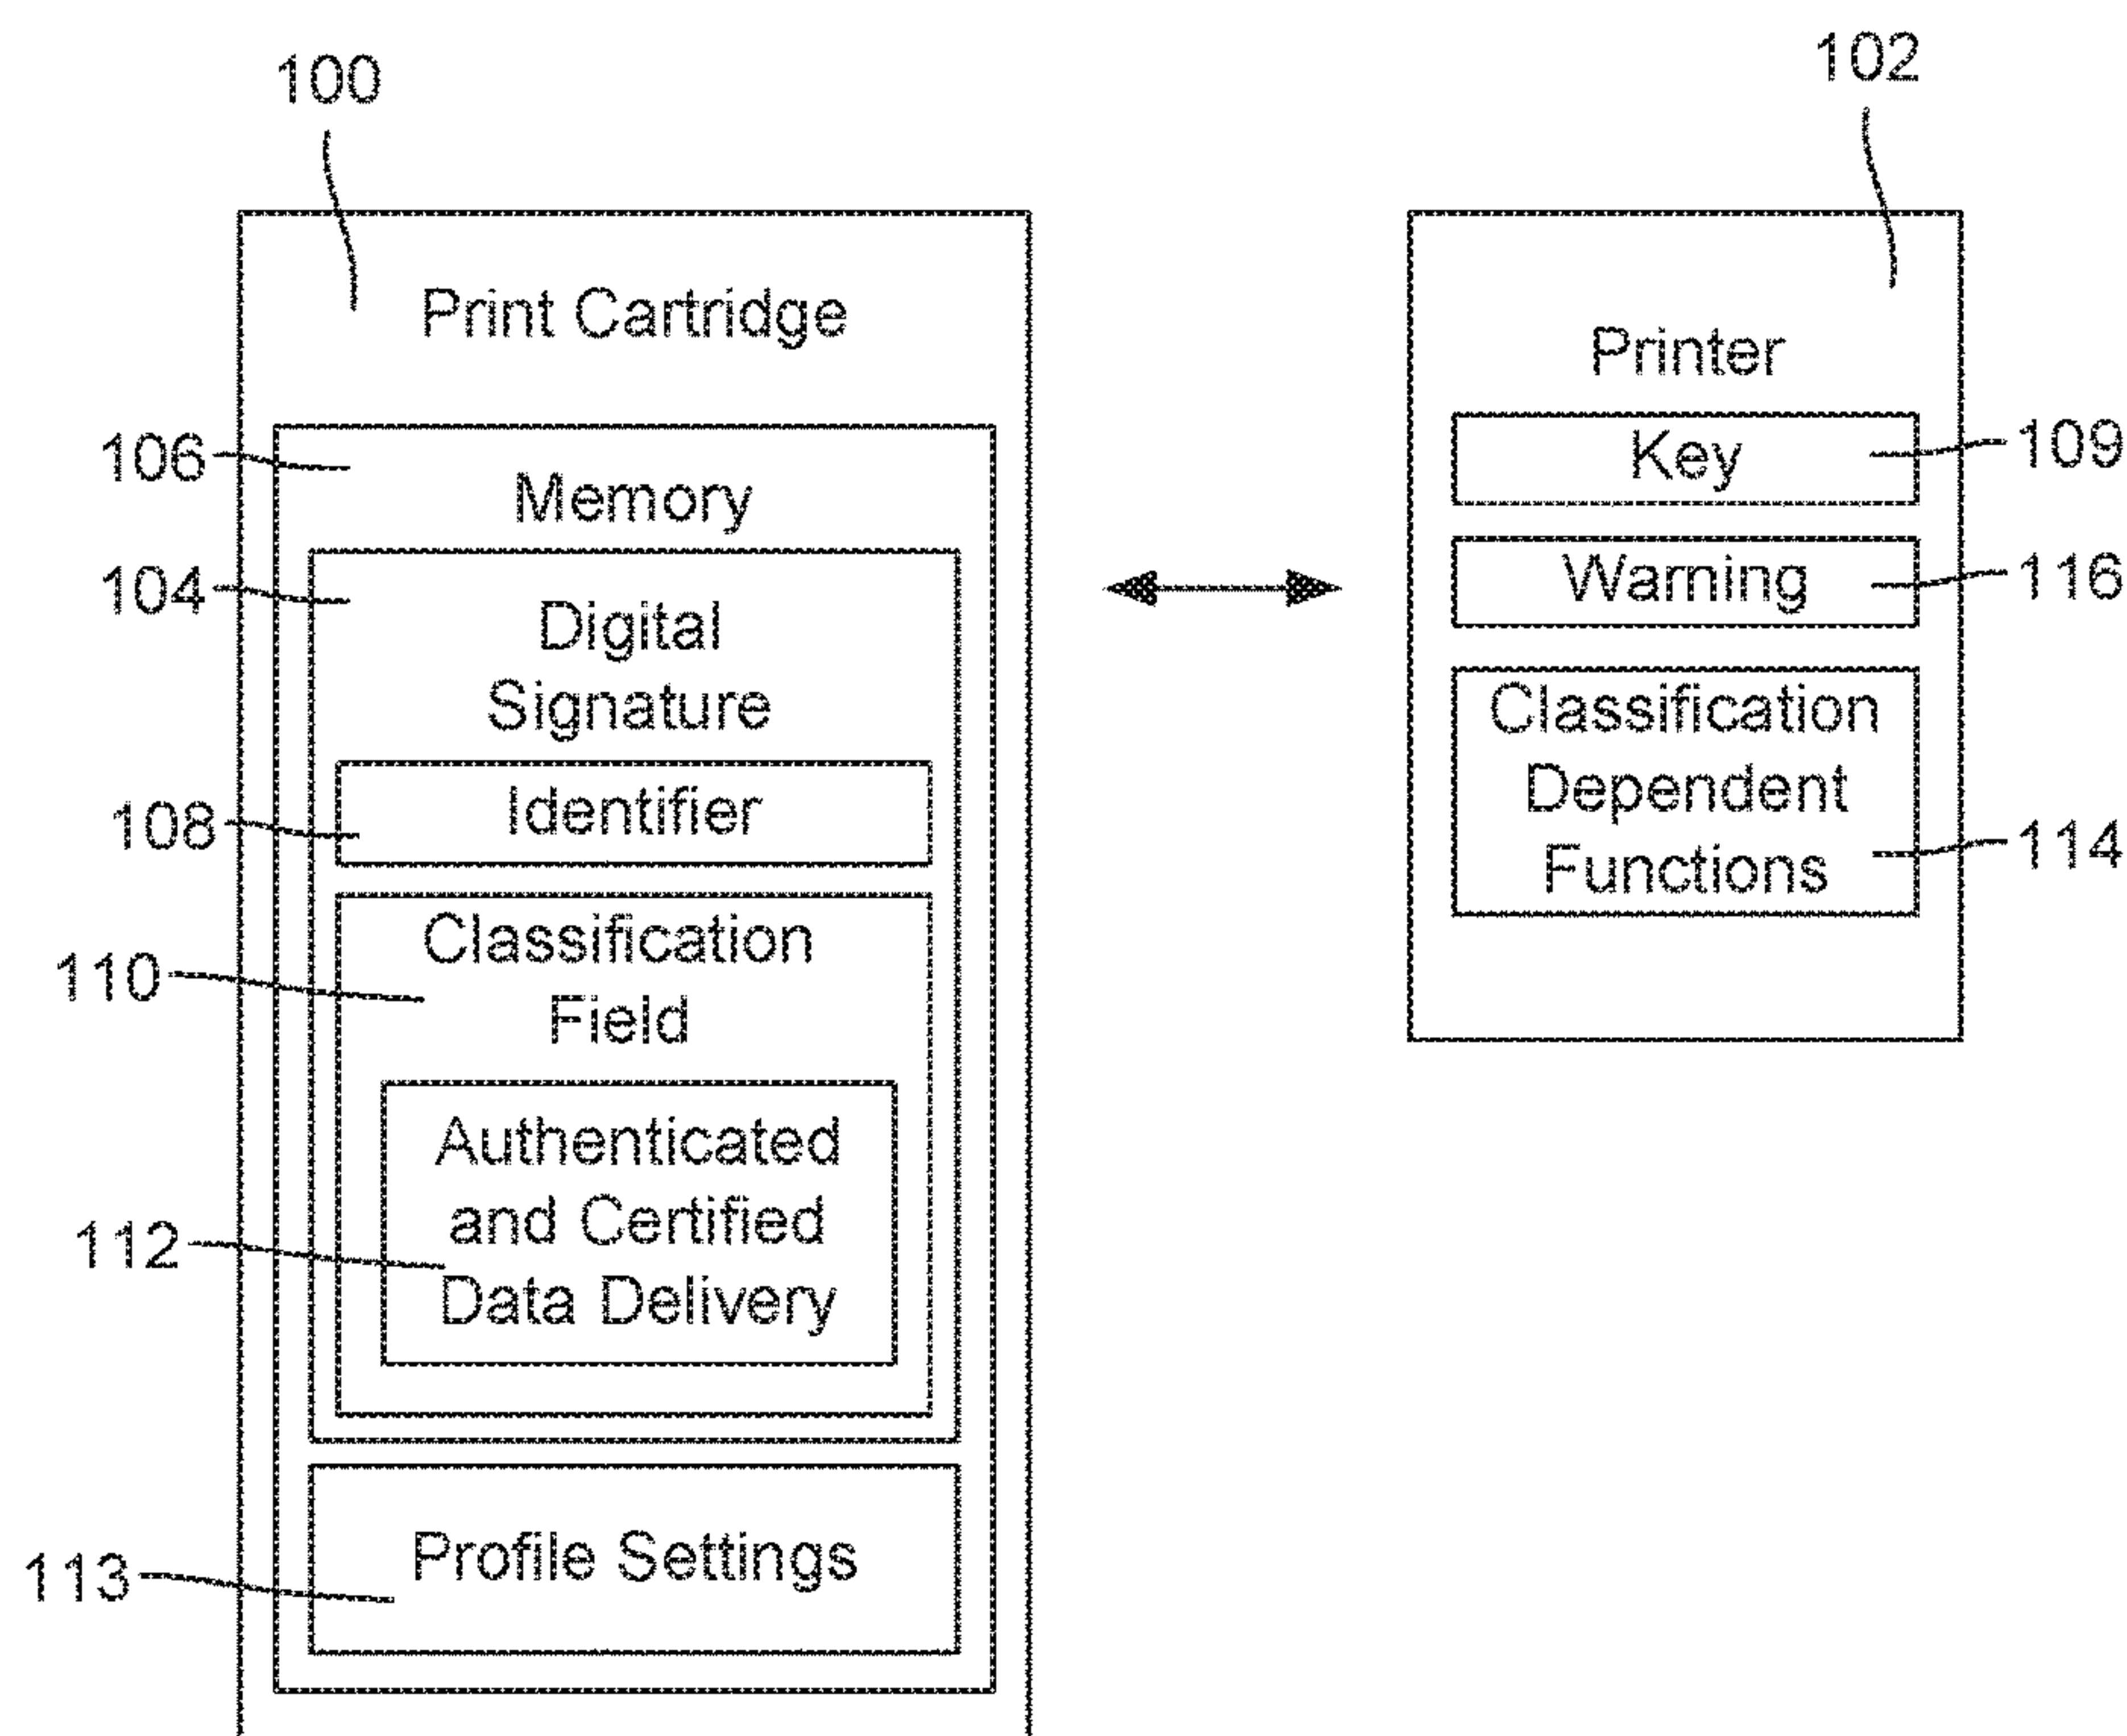 100
102
Print Cartridge
Printer
106
Memory
Key
109
104
Digital
Signature
Warning
116
108
Identifier
Classification
Dependent
Functions
114
110
Classification
Field
112
Authenticated
and Certified
Data Delivery
113
Profile Settings